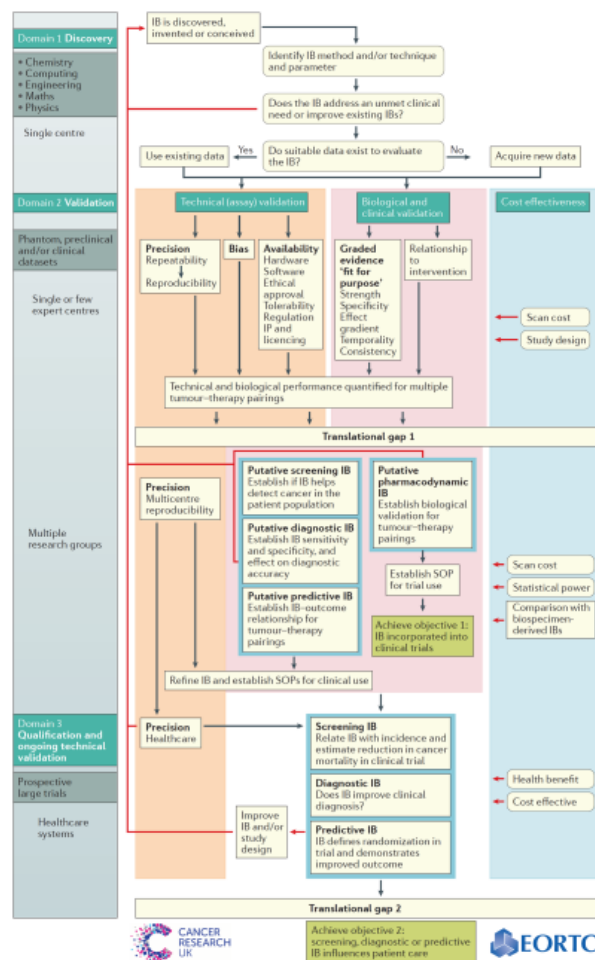 IB is discovered,
invented or conceived
Domain 1 Discovery
• Chemistry
• Computing
• Engineering
• Maths
• Physics
Single centre
Identify IB method and/or technique
and parameter
Does the IB address an unmet clinical
need or improve existing IBs?
Use existing data
Yes
Do suitable data exist to evaluate
the IB?
No
Acquire new data
Domain 2 Validation
Technical (assay) validation
Biological and
clinical validation
Cost effectiveness
Phantom, preclinical
and/or clinical
datasets
Single or few
expert centres
Precision
Repeatability
Reproducibility
Bias
Availability
Hardware
Software
Ethical
approval
Tolerability
Regulation
IP and
licencing
Graded
evidence
'fit for
purpose'
Strength
Specificity
Effect
gradient
Temporality
Consistency
Relationship
to
intervention
Scan cost
Study design
Technical and biological performance quantified for multiple
tumour–therapy pairings
Translational gap 1
Multiple
research groups
Precision
Multicentre
reproducibility
Putative screening IB
Establish if IB helps
detect cancer in the
patient population
Putative diagnostic IB
Establish IB sensitivity
and specificity, and
effect on diagnostic
accuracy
Putative predictive IB
Establish IB–outcome
relationship for
tumour–therapy
pairings
Putative
pharmacodynamic
IB
Establish biological
validation for
tumour–therapy
pairings
Establish SOP
for trial use
Achieve objective 1:
IB incorporated into
clinical trials
Scan cost
Statistical power
Comparison with
biospecimen-
derived IBs
Refine IB and establish SOPs for clinical use
Domain 3
Qualification and
ongoing technical
validation
Prospective
large trials
Healthcare
systems
Precision
Healthcare
Screening IB
Relate IB with incidence and
estimate reduction in cancer
mortality in clinical trial
Diagnostic IB
Does IB improve clinical
diagnosis?
Predictive IB
IB defines randomization in
trial and demonstrates
improved outcome
Improve
IB and/or
study
design
Health benefit
Cost effective
Translational gap 2
CANCER
RESEARCH
UK
Achieve objective 2:
screening, diagnostic or predictive
IB influences patient care
EORTC